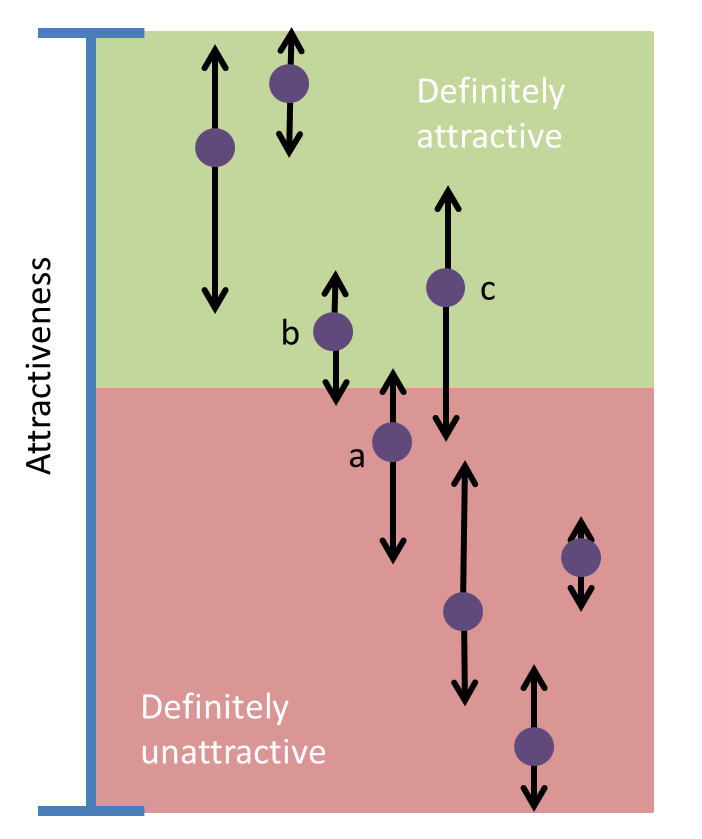 Definitely
attractive
c
b
Attractiveness
a
Definitely
unattractive